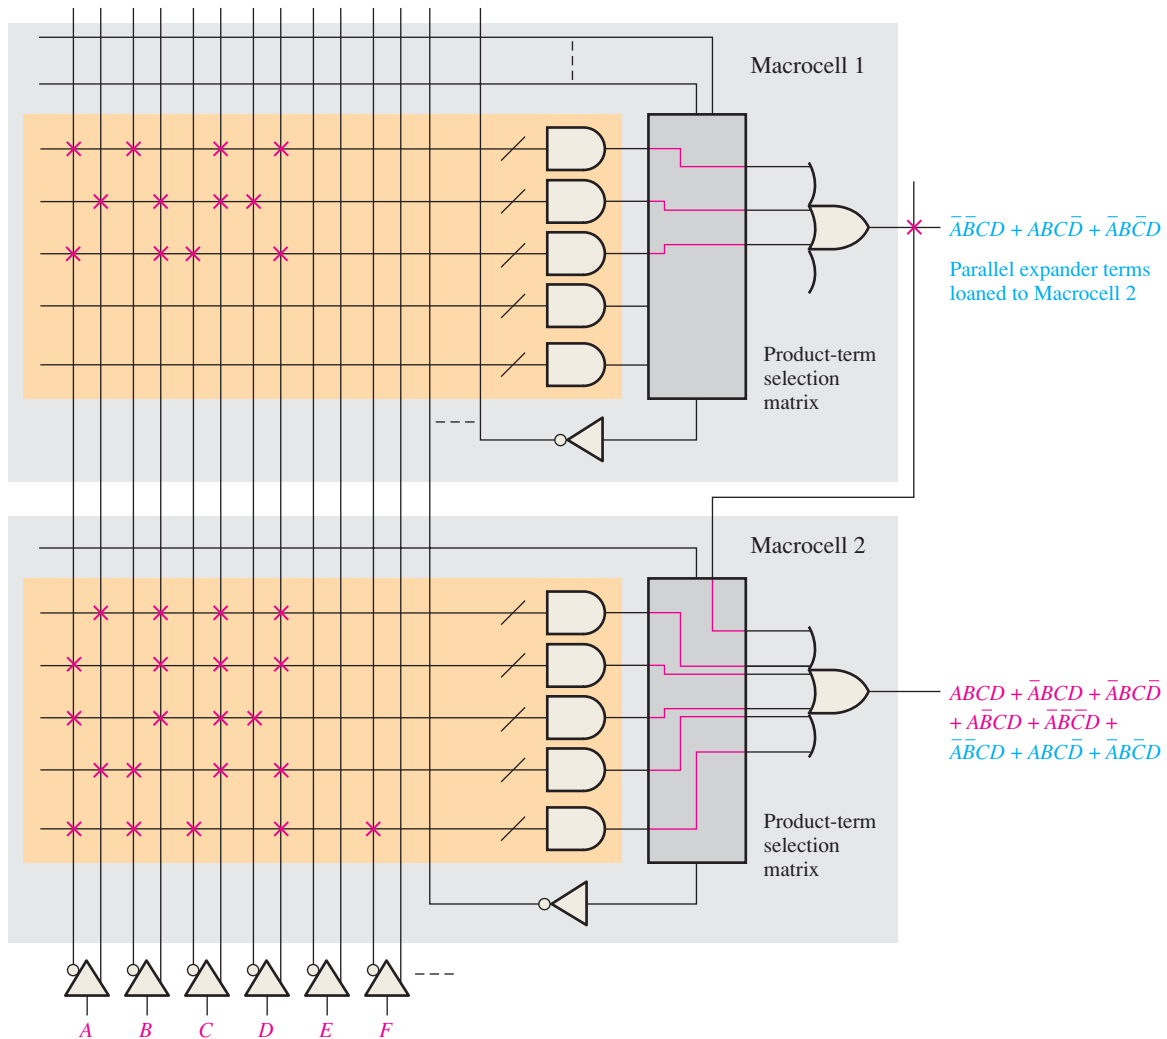 Macrocell 1
A̅B̅CD + ABCD̅ + A̅BC̅D
Parallel expander terms
loaned to Macrocell 2
Product-term
selection
matrix
Macrocell 2
ABCD + A̅BCD + A̅BCD̅
+ AB̅CD + A̅B̅C̅D +
A̅B̅CD + ABCD̅ + A̅BC̅D
Product-term
selection
matrix
A B C D E F